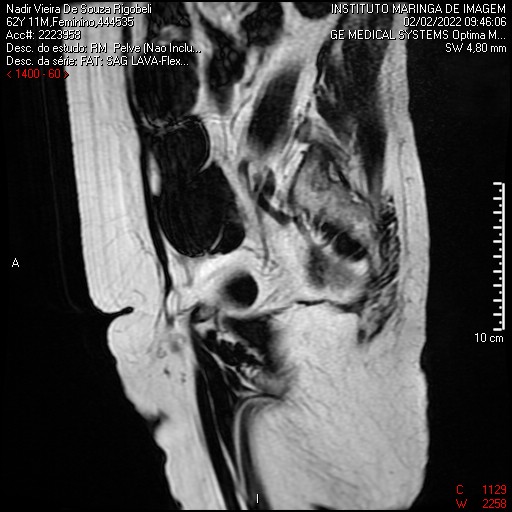 Nadir Vieira De Souza Rigobeli
62Y 11M,Feminino,444535
Acc#: 2223953
Desc. do estudo: RM Pelve (Nao Inclu...
Desc. da série: FAT: SAG LAVA-Flex...
< 1400 - 60 >
INSTITUTO MARINGA DE IMAGEM
02/02/2022 09:46:06
GE MEDICAL SYSTEMS Optima M...
SW 4,80 mm
A
10 cm
I
C 1129
W 2258